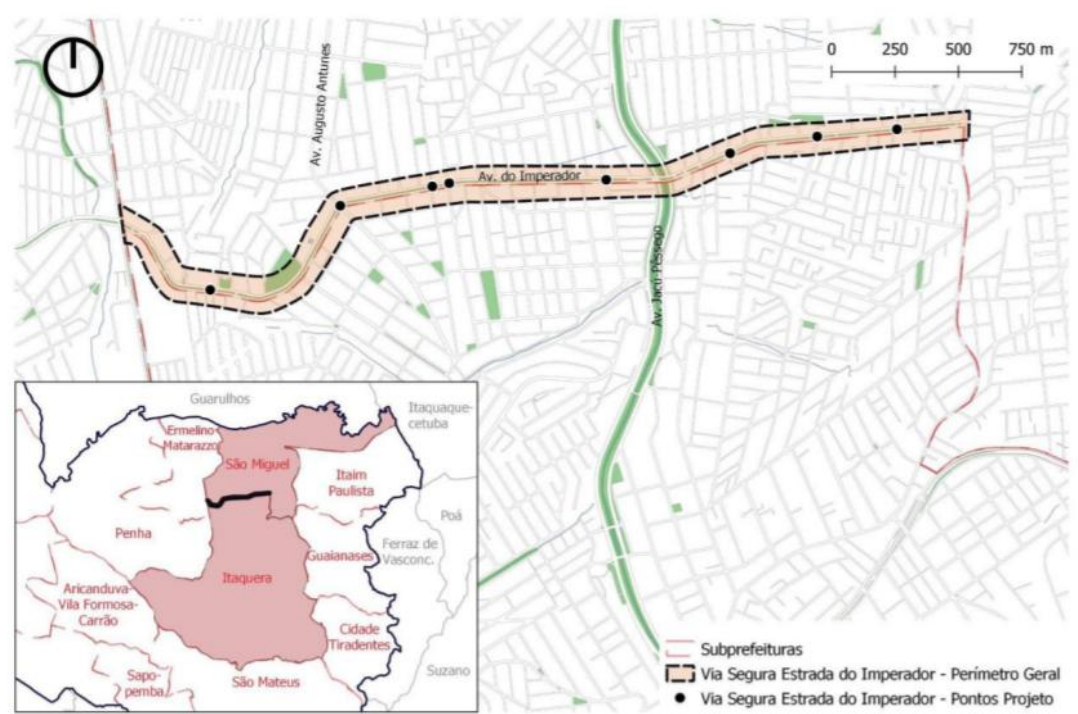 0 250 500 750 m
Av. Augusto Antunes
Av. do Imperador
Av. Jacú Pêssego
Guarulhos
Itaquaque-
cetuba
Ermelino
Matarazzo
São Miguel
Itaim
Paulista
Poá
Penha
Ferraz de
Vasconc.
Guaianases
Itaquera
Aricanduva-
Vila Formosa-
Carrão
Cidade
Tiradentes
Sapo-
pemba
São Mateus
Suzano
Subprefeituras
Via Segura Estrada do Imperador - Perímetro Geral
Via Segura Estrada do Imperador - Pontos Projeto